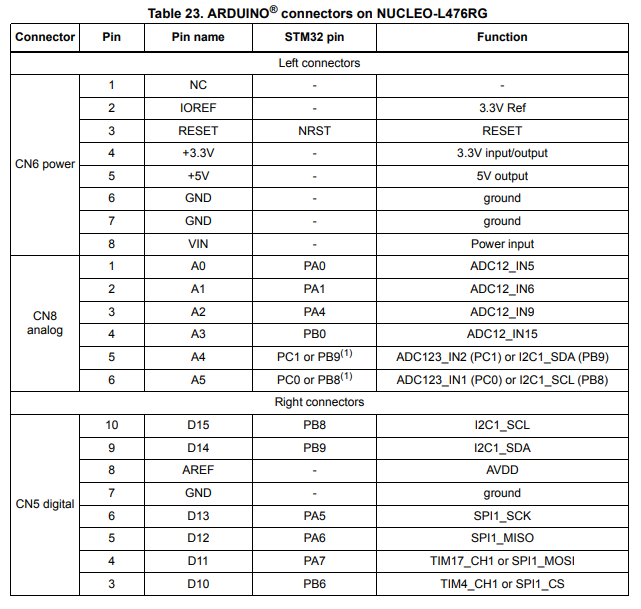 Table 23. ARDUINO® connectors on NUCLEO-L476RG
Connector Pin Pin name STM32 pin Function
Left connectors
CN6 power
1 NC - -
2 IOREF - 3.3V Ref
3 RESET NRST RESET
4 +3.3V - 3.3V input/output
5 +5V - 5V output
6 GND - ground
7 GND - ground
8 VIN - Power input
CN8 analog
1 A0 PA0 ADC12_IN5
2 A1 PA1 ADC12_IN6
3 A2 PA4 ADC12_IN9
4 A3 PB0 ADC12_IN15
5 A4 PC1 or PB9(1) ADC123_IN2 (PC1) or I2C1_SDA (PB9)
6 A5 PC0 or PB8(1) ADC123_IN1 (PC0) or I2C1_SCL (PB8)
Right connectors
CN5 digital
10 D15 PB8 I2C1_SCL
9 D14 PB9 I2C1_SDA
8 AREF - AVDD
7 GND - ground
6 D13 PA5 SPI1_SCK
5 D12 PA6 SPI1_MISO
4 D11 PA7 TIM17_CH1 or SPI1_MOSI
3 D10 PB6 TIM4_CH1 or SPI1_CS